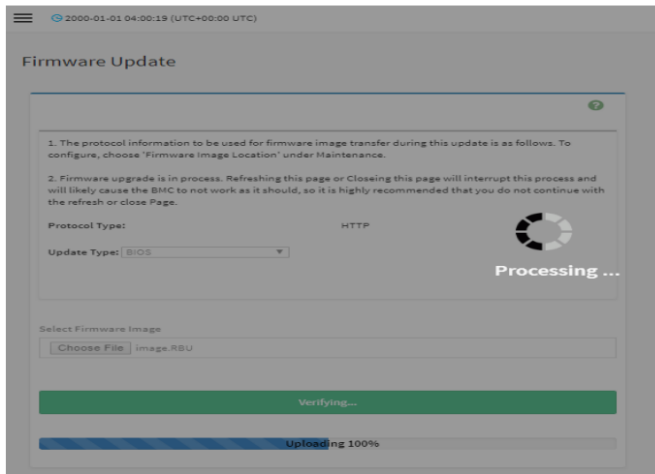 2000-01-01 04:00:19 (UTC+00:00 UTC)
Firmware Update
1. The protocol information to be used for firmware image transfer during this update is as follows. To
configure, choose 'Firmware Image Location' under Maintenance.
2. Firmware upgrade is in process. Refreshing this page or Closeing this page will interrupt this process and
will likely cause the BMC to not work as it should, so it is highly recommended that you do not continue with
the refresh or close Page.
Protocol Type: HTTP
Update Type: BIOS
Processing ...
Select Firmware Image
Choose File image.RBU
Verifying...
Uploading 100%